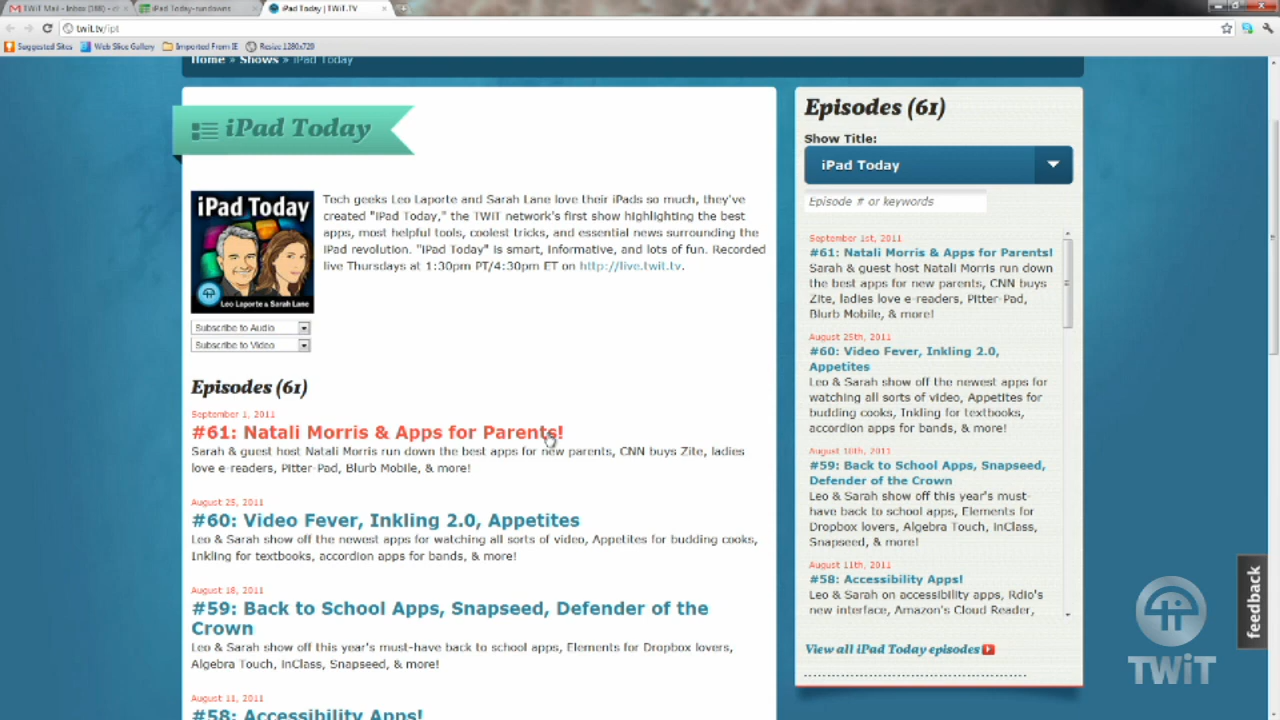 TWiT Mail - Inbox (188) - ch
iPad Today-rundowns
iPad Today | TWiT.TV
twit.tv/ipt
Suggested Sites
Web Slice Gallery
Imported From IE
Resize 1280x720
Home » Shows » iPad Today
iPad Today
iPad Today
Leo Laporte & Sarah Lane
Tech geeks Leo Laporte and Sarah Lane love their iPads so much, they've
created "iPad Today," the TWiT network's first show highlighting the best
apps, most helpful tools, coolest tricks, and essential news surrounding the
iPad revolution. "iPad Today" is smart, informative, and lots of fun. Recorded
live Thursdays at 1:30pm PT/4:30pm ET on http://live.twit.tv.
Subscribe to Audio
Subscribe to Video
Episodes (61)
September 1, 2011
#61: Natali Morris & Apps for Parents!
Sarah & guest host Natali Morris run down the best apps for new parents, CNN buys Zite, ladies
love e-readers, Pitter-Pad, Blurb Mobile, & more!
August 25, 2011
#60: Video Fever, Inkling 2.0, Appetites
Leo & Sarah show off the newest apps for watching all sorts of video, Appetites for budding cooks,
Inkling for textbooks, accordion apps for bands, & more!
August 18, 2011
#59: Back to School Apps, Snapseed, Defender of the
Crown
Leo & Sarah show off this year's must-have back to school apps, Elements for Dropbox lovers,
Algebra Touch, InClass, Snapseed, & more!
August 11, 2011
#58: Accessibility Apps!
Episodes (61)
Show Title:
iPad Today
Episode # or keywords
September 1st, 2011
#61: Natali Morris & Apps for Parents!
Sarah & guest host Natali Morris run down
the best apps for new parents, CNN buys
Zite, ladies love e-readers, Pitter-Pad,
Blurb Mobile, & more!
August 25th, 2011
#60: Video Fever, Inkling 2.0,
Appetites
Leo & Sarah show off the newest apps for
watching all sorts of video, Appetites for
budding cooks, Inkling for textbooks,
accordion apps for bands, & more!
August 18th, 2011
#59: Back to School Apps, Snapseed,
Defender of the Crown
Leo & Sarah show off this year's must-
have back to school apps, Elements for
Dropbox lovers, Algebra Touch, InClass,
Snapseed, & more!
August 11th, 2011
#58: Accessibility Apps!
Leo & Sarah on accessibility apps, Rdio's
new interface, Amazon's Cloud Reader,
View all iPad Today episodes
feedback
TWiT